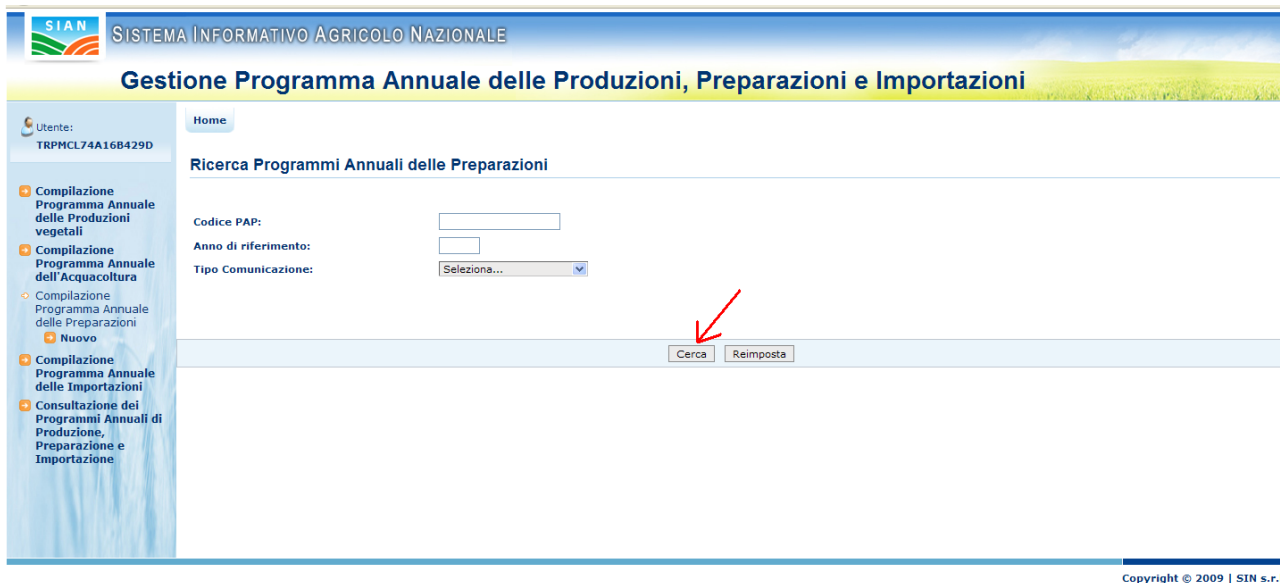 SIAN
SISTEMA INFORMATIVO AGRICOLO NAZIONALE
Gestione Programma Annuale delle Produzioni, Preparazioni e Importazioni
Utente:
TRPMCL74A16B429D
Home
Ricerca Programmi Annuali delle Preparazioni
Compilazione
Programma Annuale
delle Produzioni
vegetali
Compilazione
Programma Annuale
dell'Acquacoltura
Compilazione
Programma Annuale
delle Preparazioni
Nuovo
Compilazione
Programma Annuale
delle Importazioni
Consultazione dei
Programmi Annuali di
Produzione,
Preparazione e
Importazione
Codice PAP:
Anno di riferimento:
Tipo Comunicazione: Seleziona...
Cerca Reimposta
Copyright © 2009 | SIN s.r.